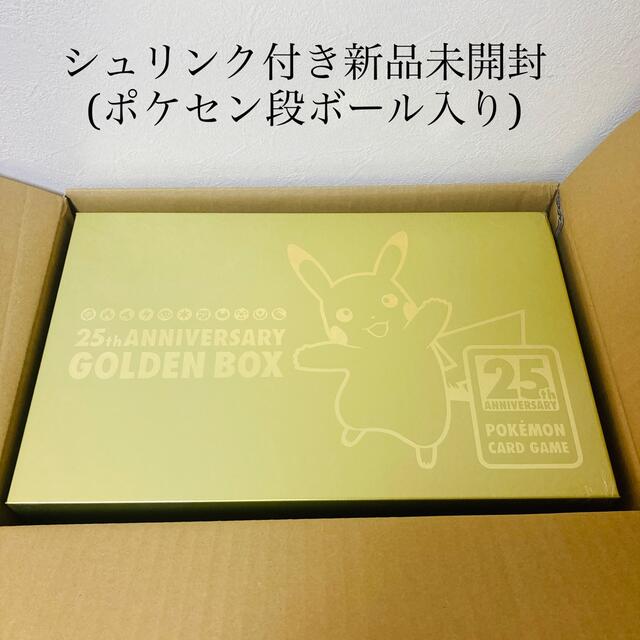 シュリンク付き新品未開封
(ポケセン段ボール入り)
25th ANNIVERSARY
GOLDEN BOX
25th
ANNIVERSARY
POKÉMON
CARD GAME